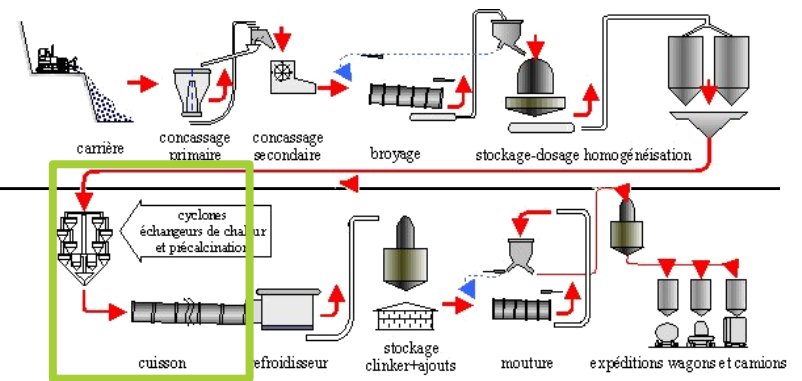 carrière
concassage
primaire
concassage
secondaire
broyage
stockage-dosage homogénéisation
cyclones
échangeurs de chaleur
et précalcination
cuisson
refroidisseur
stockage
clinker+ajouts
mouture
expéditions wagons et camions